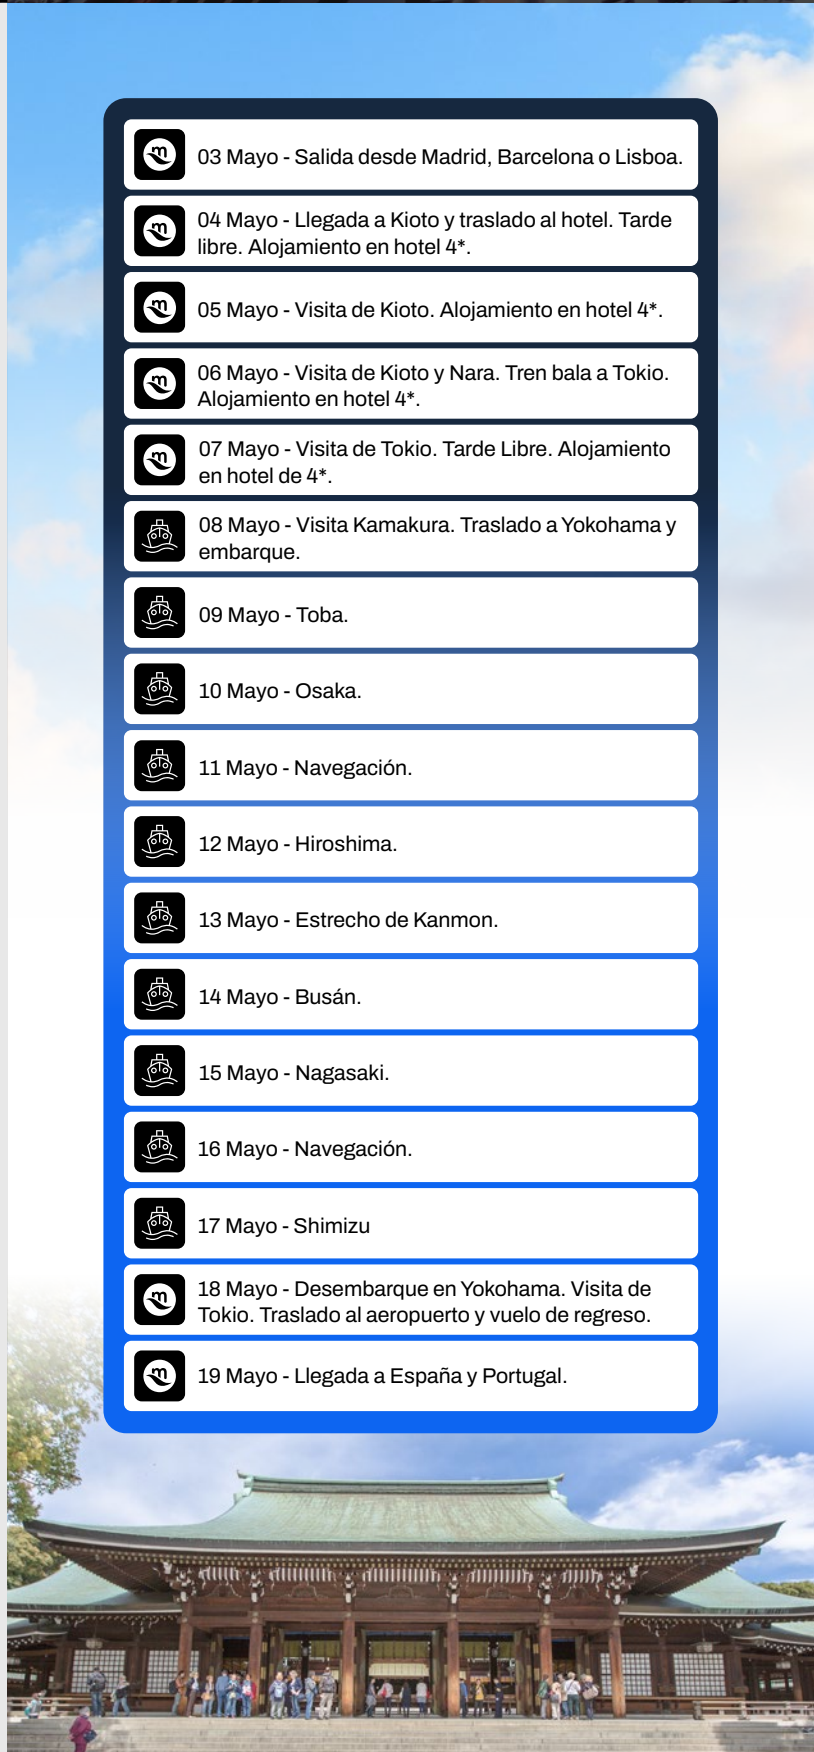 03 Mayo - Salida desde Madrid, Barcelona o Lisboa.
04 Mayo - Llegada a Kioto y traslado al hotel. Tarde
libre. Alojamiento en hotel 4*.
05 Mayo - Visita de Kioto. Alojamiento en hotel 4*.
06 Mayo - Visita de Kioto y Nara. Tren bala a Tokio.
Alojamiento en hotel 4*.
07 Mayo - Visita de Tokio. Tarde Libre. Alojamiento
en hotel de 4*.
08 Mayo - Visita Kamakura. Traslado a Yokohama y
embarque.
09 Mayo - Toba.
10 Mayo - Osaka.
11 Mayo - Navegación.
12 Mayo - Hiroshima.
13 Mayo - Estrecho de Kanmon.
14 Mayo - Busán.
15 Mayo - Nagasaki.
16 Mayo - Navegación.
17 Mayo - Shimizu
18 Mayo - Desembarque en Yokohama. Visita de
Tokio. Traslado al aeropuerto y vuelo de regreso.
19 Mayo - Llegada a España y Portugal.